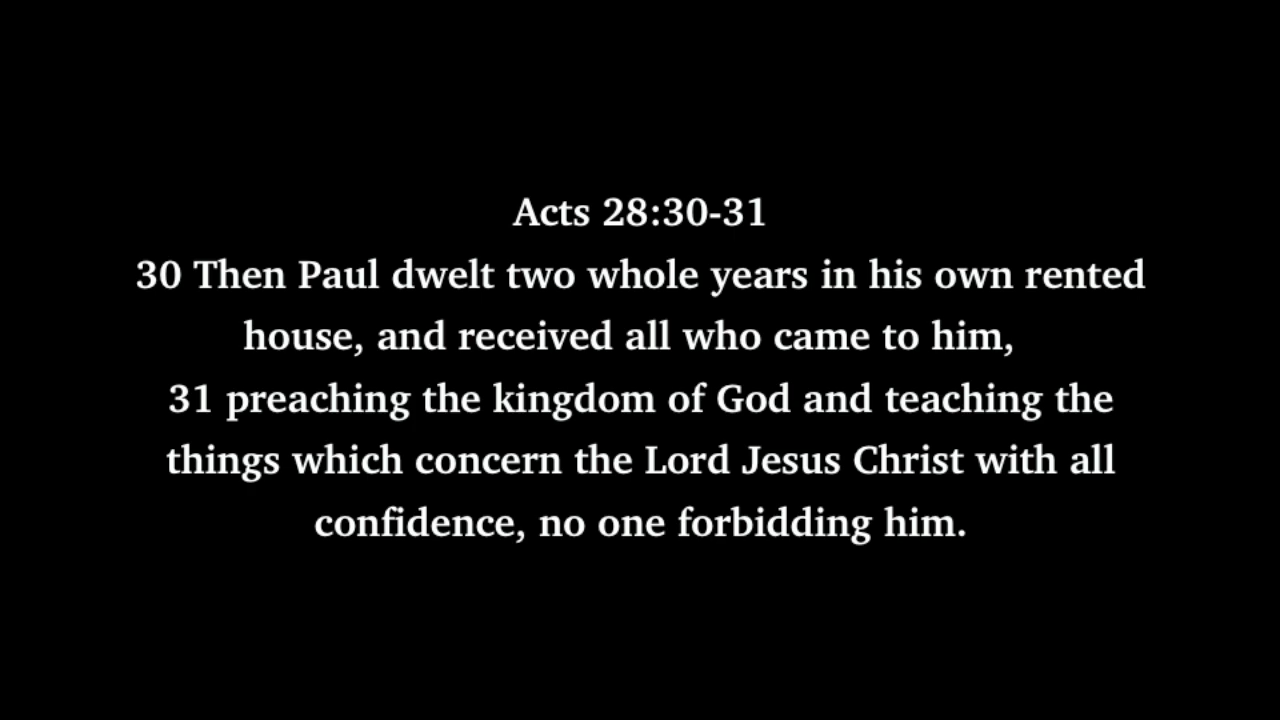 Acts 28:30-31
30 Then Paul dwelt two whole years in his own rented
house, and received all who came to him,
31 preaching the kingdom of God and teaching the
things which concern the Lord Jesus Christ with all
confidence, no one forbidding him.